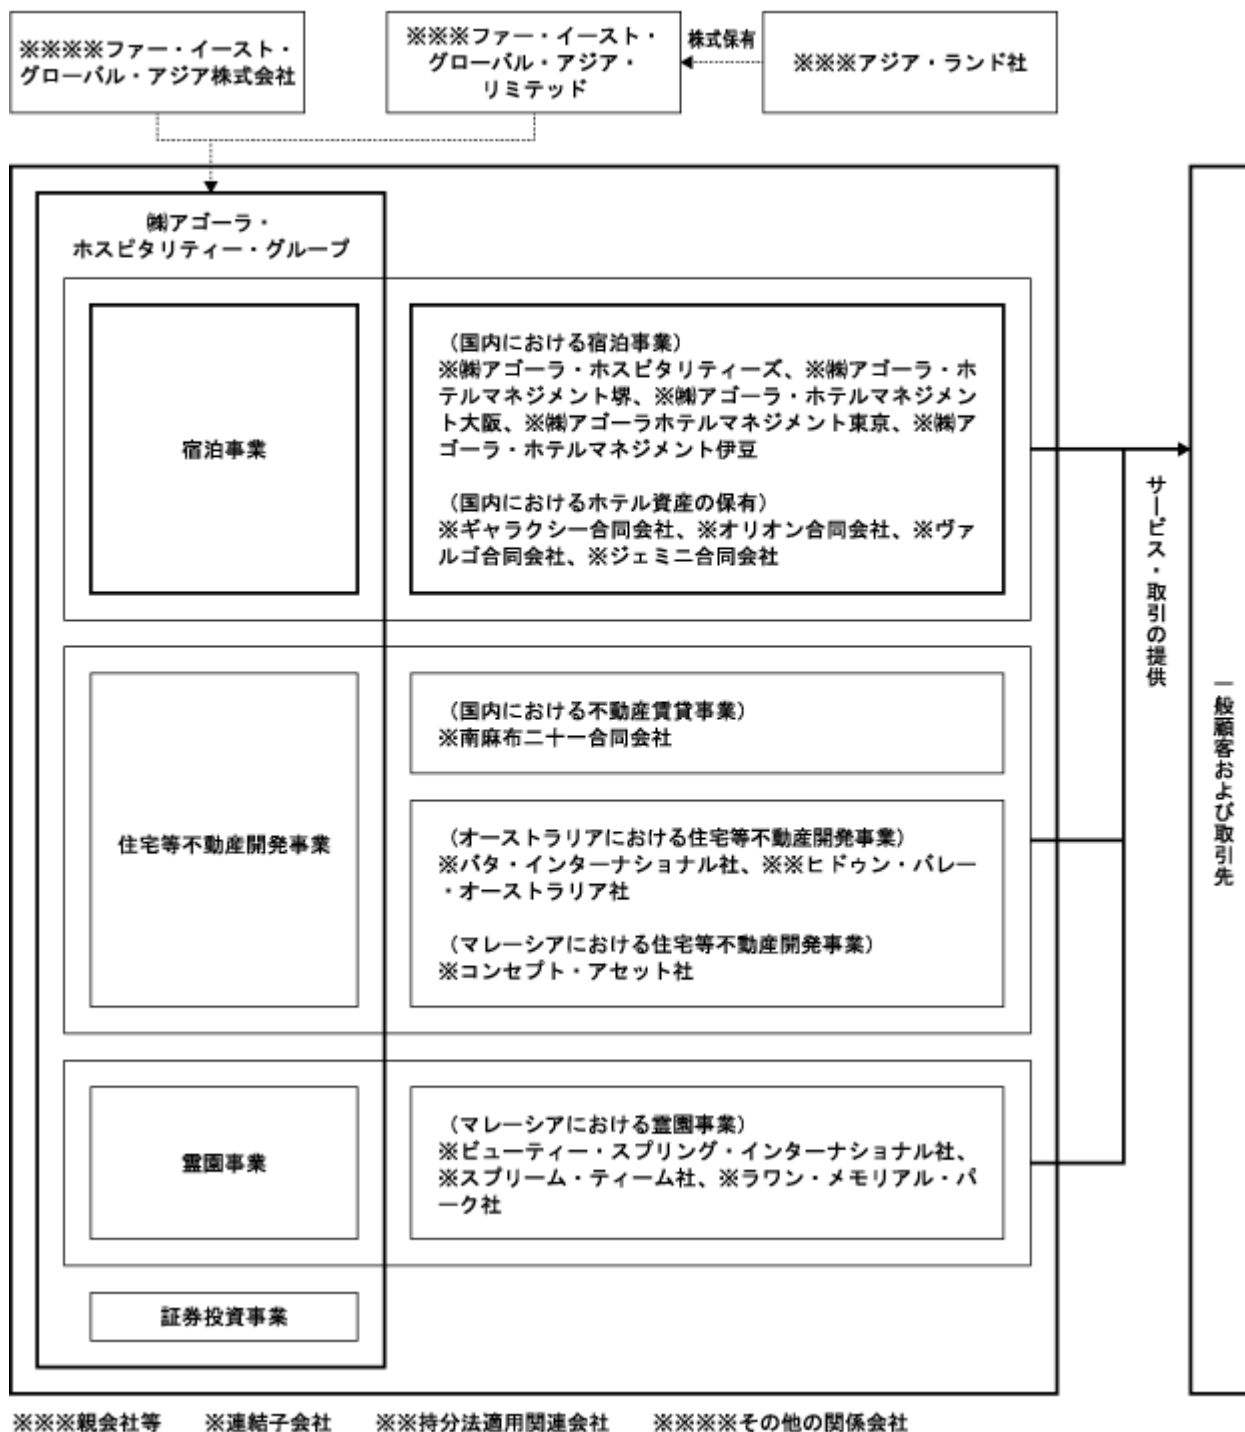 ※※※※ファー・イースト・
グローバル・アジア株式会社
※※※ファー・イースト・
グローバル・アジア・
リミテッド
株式保有
※※※アジア・ランド社
㈱アゴーラ・
ホスピタリティー・グループ
宿泊事業
（国内における宿泊事業）
※㈱アゴーラ・ホスピタリティーズ、※㈱アゴーラ・ホ
テルマネジメント堺、※㈱アゴーラ・ホテルマネジメン
ト大阪、※㈱アゴーラホテルマネジメント東京、※㈱ア
ゴーラ・ホテルマネジメント伊豆
（国内におけるホテル資産の保有）
※ギャラクシー合同会社、※オリオン合同会社、※ヴァ
ルゴ合同会社、※ジェミニ合同会社
サービス・取引の提供
一般顧客および取引先
住宅等不動産開発事業
（国内における不動産賃貸事業）
※南麻布二十一合同会社
（オーストラリアにおける住宅等不動産開発事業）
※バタ・インターナショナル社、※※ヒドゥン・バレー
・オーストラリア社
（マレーシアにおける住宅等不動産開発事業）
※コンセプト・アセット社
霊園事業
（マレーシアにおける霊園事業）
※ビューティー・スプリング・インターナショナル社、
※スプリーム・ティーム社、※ラワン・メモリアル・パ
ーク社
証券投資事業
※※※親会社等　※連結子会社　※※持分法適用関連会社　※※※※その他の関係会社